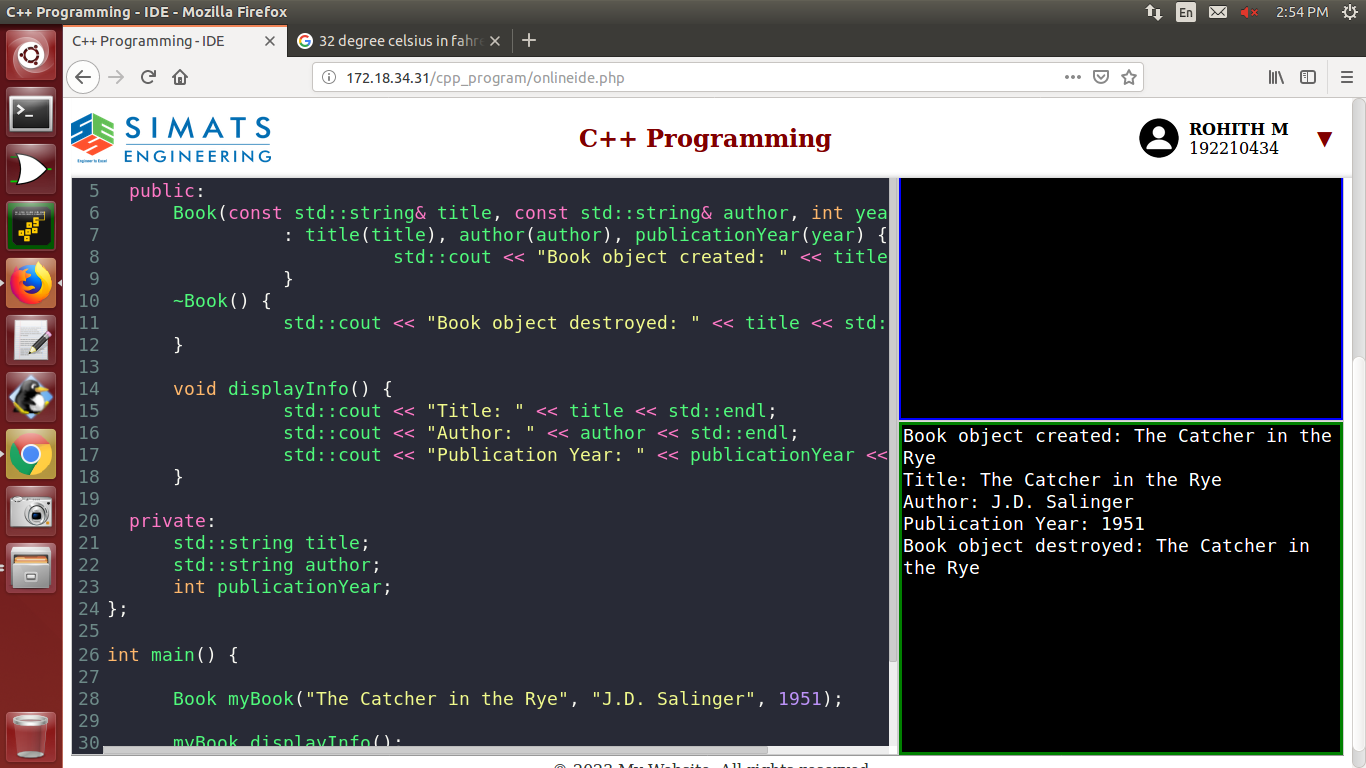 C++ Programming - IDE - Mozilla Firefox
En
2:54 PM
C++ Programming - IDE
32 degree celsius in fahre
172.18.34.31/cpp_program/onlineide.php
SIMATS
ENGINEERING
Engineer to Excel
C++ Programming
ROHITH M
192210434
5 public:
6 Book(const std::string& title, const std::string& author, int yea
7 : title(title), author(author), publicationYear(year) {
8 std::cout << "Book object created: " << title
9 }
10 ~Book() {
11 std::cout << "Book object destroyed: " << title << std:
12 }
13
14 void displayInfo() {
15 std::cout << "Title: " << title << std::endl;
16 std::cout << "Author: " << author << std::endl;
17 std::cout << "Publication Year: " << publicationYear <<
18 }
19
20 private:
21 std::string title;
22 std::string author;
23 int publicationYear;
24 };
25
26 int main() {
27
28 Book myBook("The Catcher in the Rye", "J.D. Salinger", 1951);
29
30 myBook.displayInfo();
Book object created: The Catcher in the
Rye
Title: The Catcher in the Rye
Author: J.D. Salinger
Publication Year: 1951
Book object destroyed: The Catcher in
the Rye
© 2023 My Website. All rights reserved.